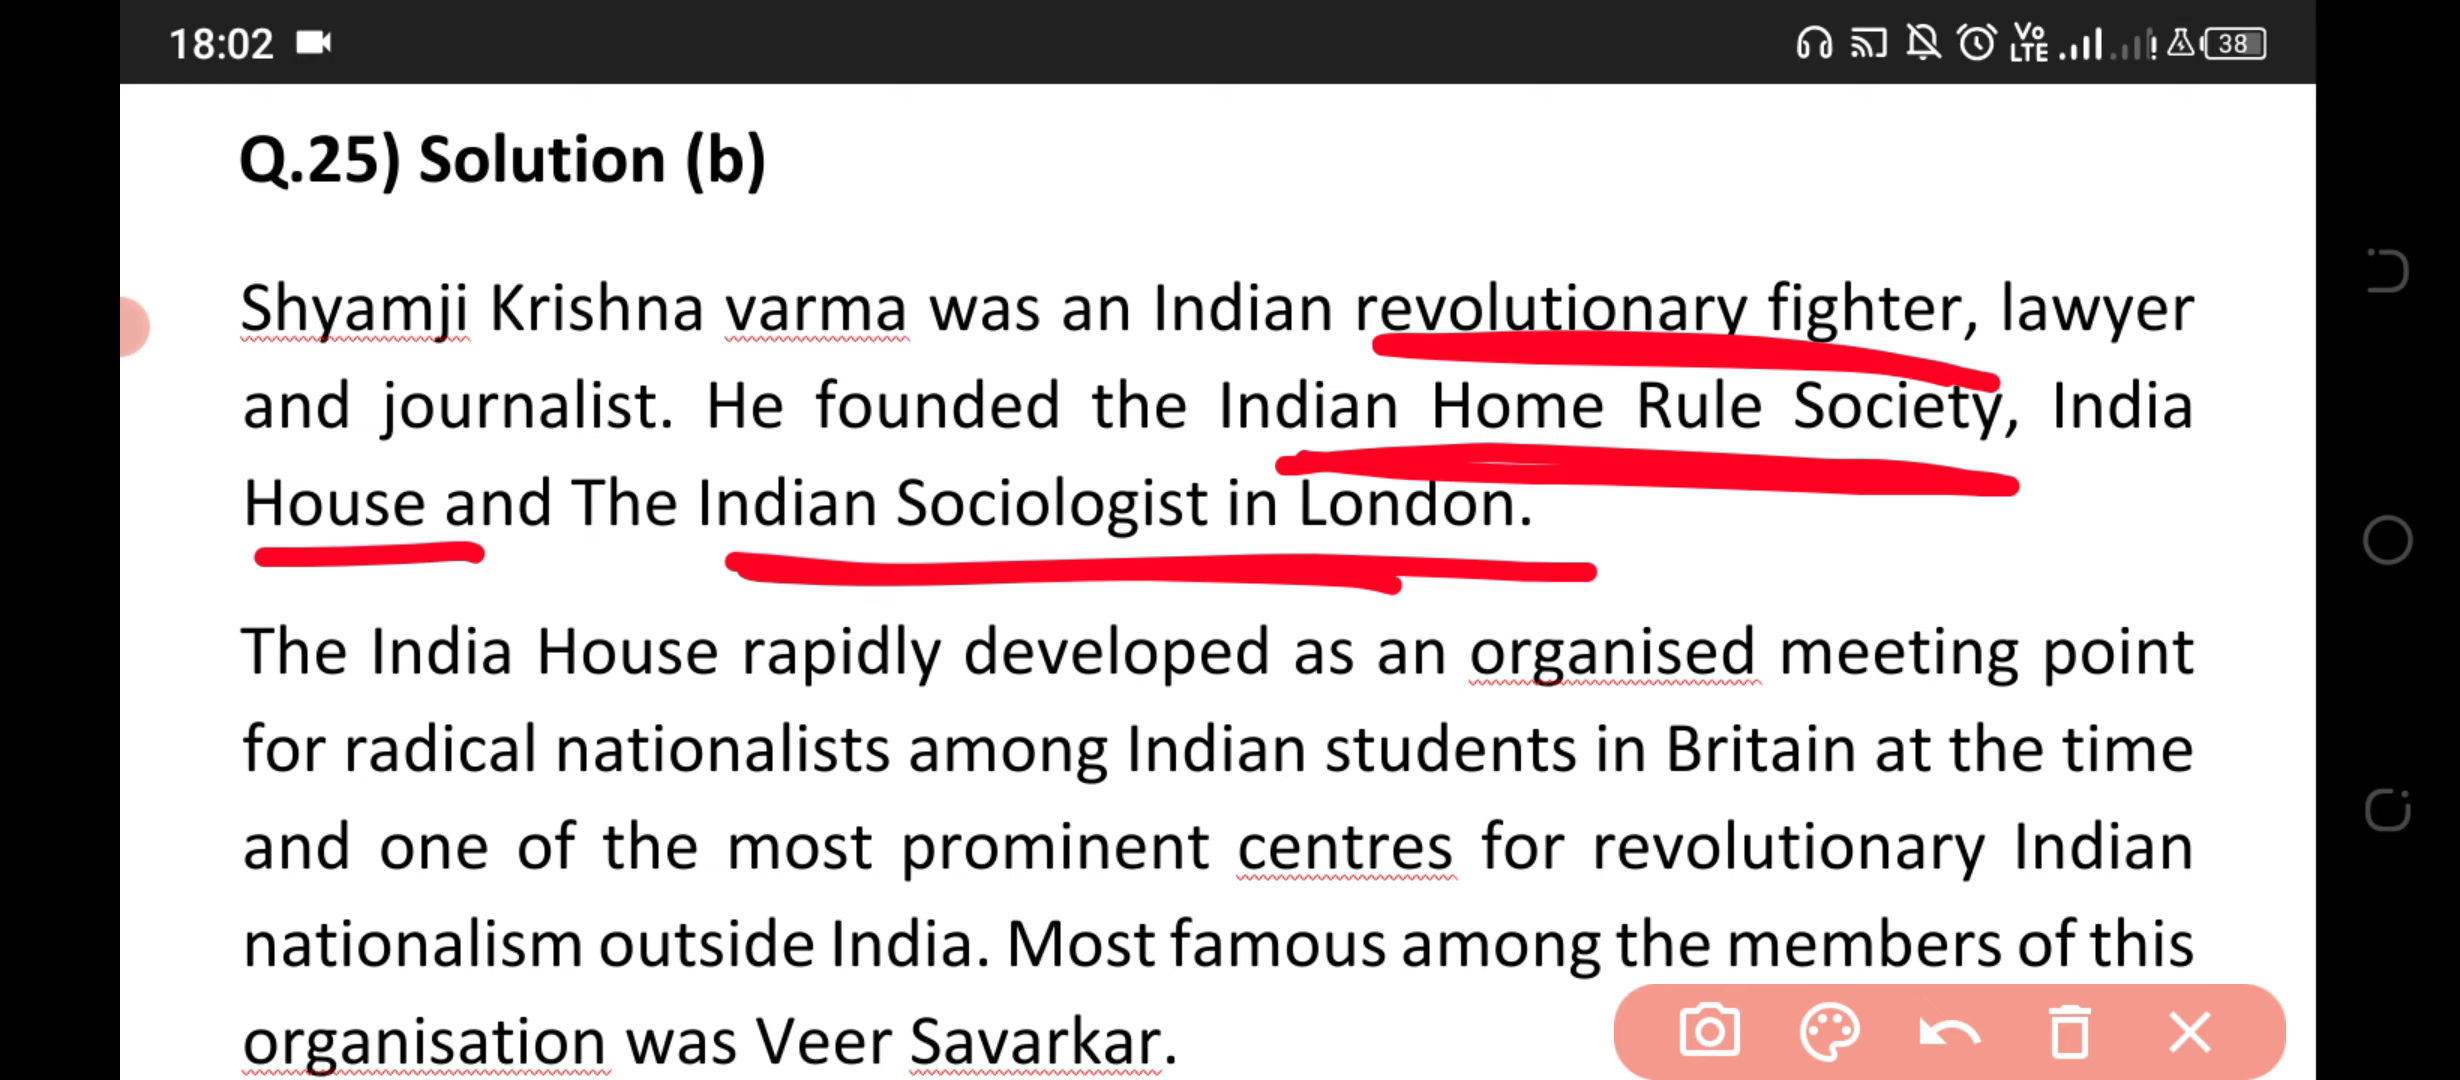 18:02 Vo LTE 38
Q.25) Solution (b)
Shyamji Krishna varma was an Indian revolutionary fighter, lawyer
and journalist. He founded the Indian Home Rule Society, India
House and The Indian Sociologist in London.
The India House rapidly developed as an organised meeting point
for radical nationalists among Indian students in Britain at the time
and one of the most prominent centres for revolutionary Indian
nationalism outside India. Most famous among the members of this
organisation was Veer Savarkar.